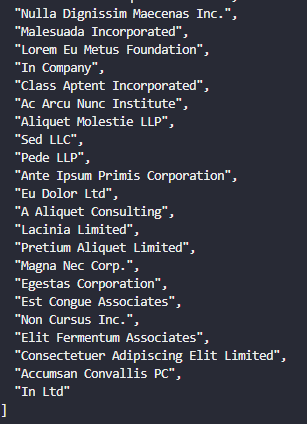 "Nulla Dignissim Maecenas Inc.",
"Malesuada Incorporated",
"Lorem Eu Metus Foundation",
"In Company",
"Class Aptent Incorporated",
"Ac Arcu Nunc Institute",
"Aliquet Molestie LLP",
"Sed LLC",
"Pede LLP",
"Ante Ipsum Primis Corporation",
"Eu Dolor Ltd",
"A Aliquet Consulting",
"Lacinia Limited",
"Pretium Aliquet Limited",
"Magna Nec Corp.",
"Egestas Corporation",
"Est Congue Associates",
"Non Cursus Inc.",
"Elit Fermentum Associates",
"Consectetuer Adipiscing Elit Limited",
"Accumsan Convallis PC",
"In Ltd"
]